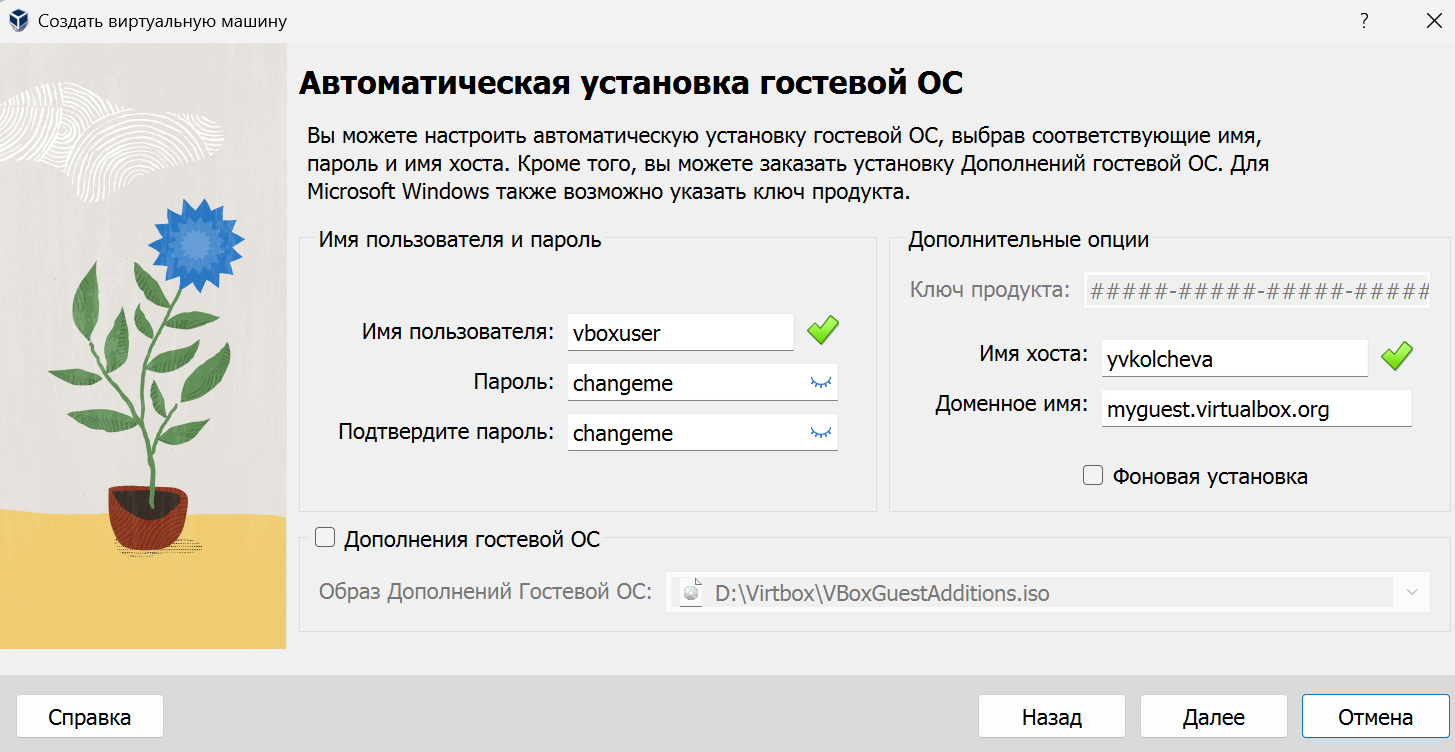 Создать виртуальную машину
?
Автоматическая установка гостевой ОС
Вы можете настроить автоматическую установку гостевой ОС, выбрав соответствующие имя,
пароль и имя хоста. Кроме того, вы можете заказать установку Дополнений гостевой ОС. Для
Microsoft Windows также возможно указать ключ продукта.
Имя пользователя и пароль
Имя пользователя: vboxuser
Пароль: changeme
Подтвердите пароль: changeme
Дополнительные опции
Ключ продукта: #####-#####-#####-#####
Имя хоста: yvkolcheva
Доменное имя: myguest.virtualbox.org
Фоновая установка
Дополнения гостевой ОС
Образ Дополнений Гостевой ОС: D:\Virtbox\VBoxGuestAdditions.iso
Справка
Назад
Далее
Отмена